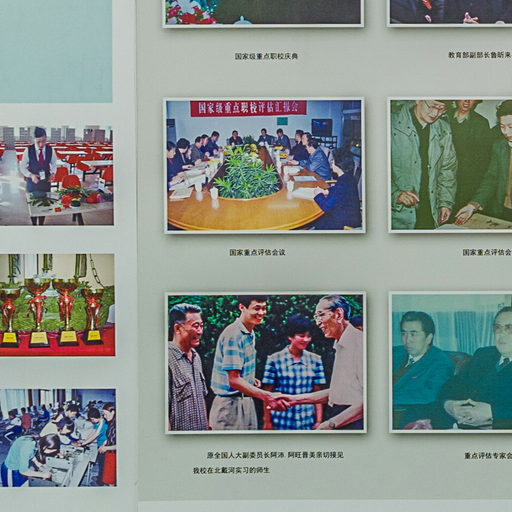 国家级重点职校庆典
教育部副部长鲁昕来
国家级重点职校评估汇报会
国家重点评估会议
国家重点评估会
原全国人大副委员长阿沛.阿旺晋美亲切接见
我校在北戴河实习的师生
重点评估专家会